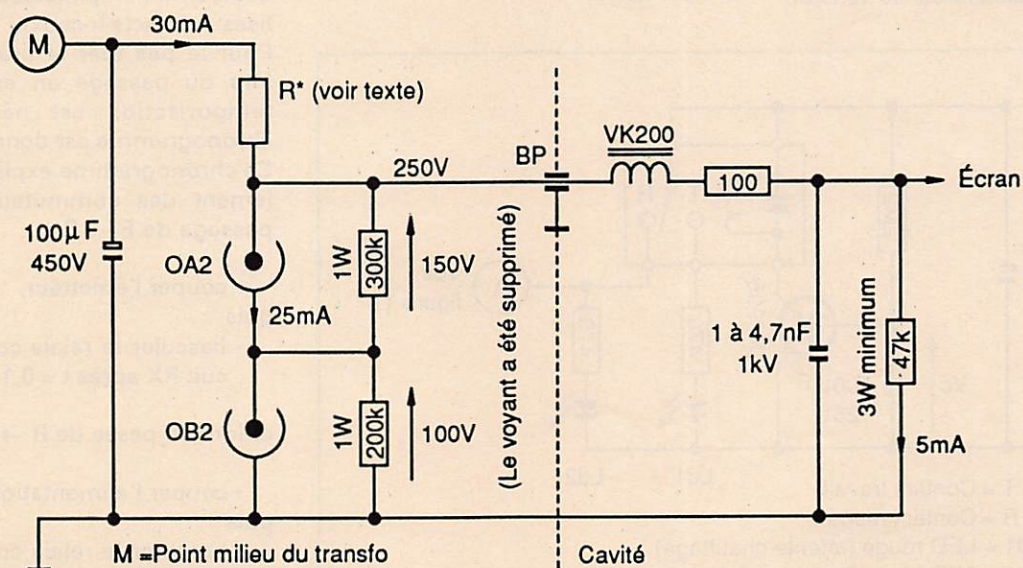 30mA
M
R* (voir texte)
250V
BP
VK200
100
Écran
100µF
450V
OA2
1W
300k
150V
25mA
(Le voyant a été supprimé)
1 à 4,7nF
1kV
3W minimum
47k
OB2
1W
200k
100V
5mA
M =Point milieu du transfo
Cavité